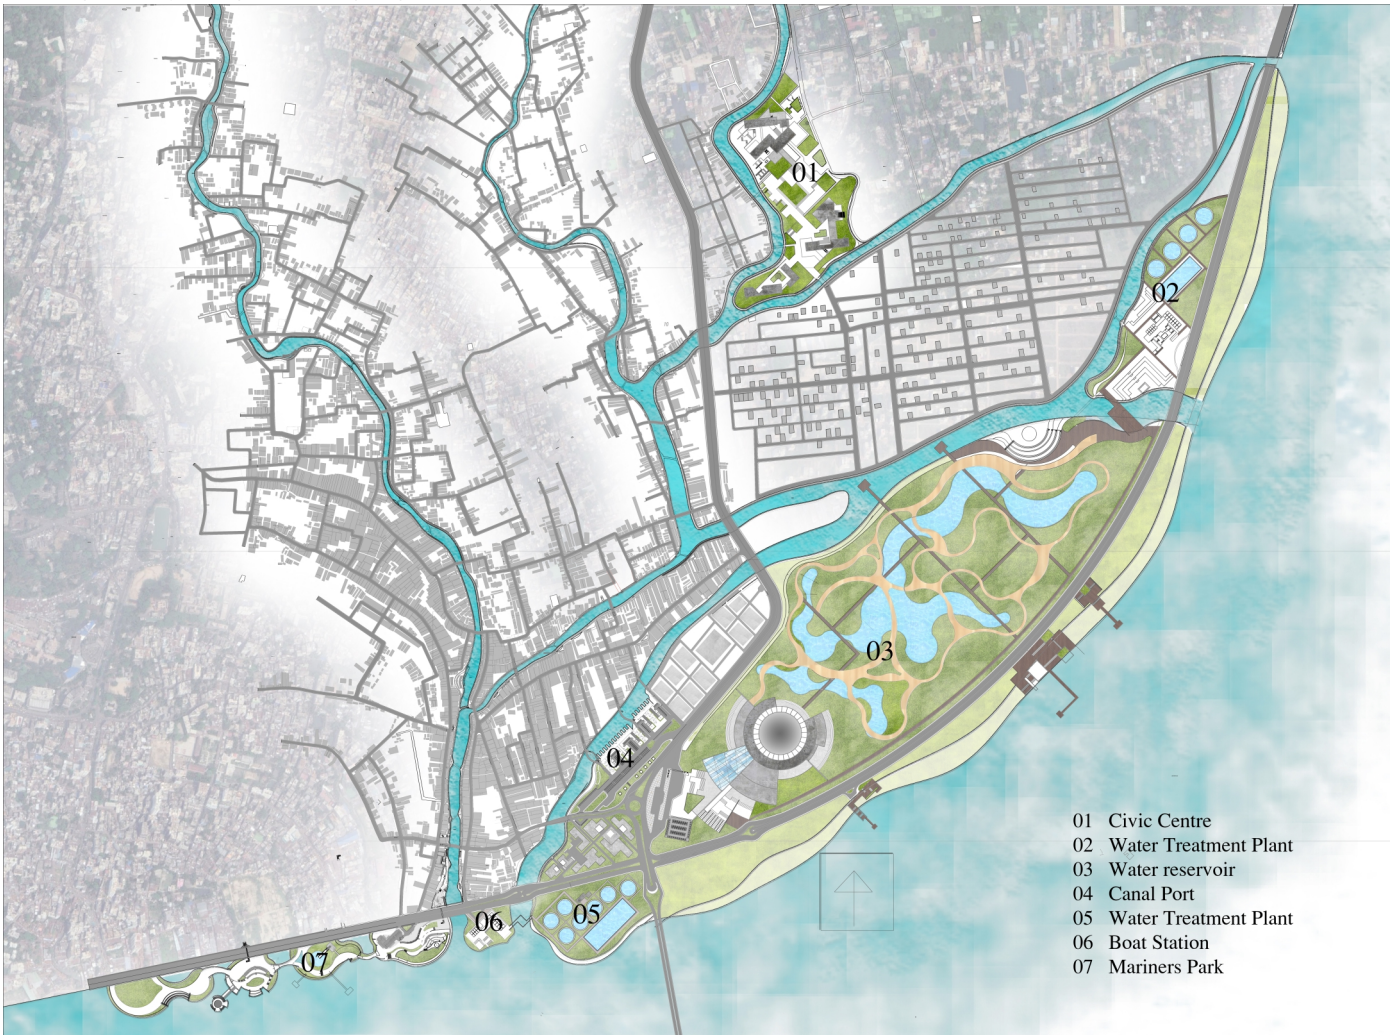 01
02
03
04
05
06
07
01 Civic Centre
02 Water Treatment Plant
03 Water reservoir
04 Canal Port
05 Water Treatment Plant
06 Boat Station
07 Mariners Park